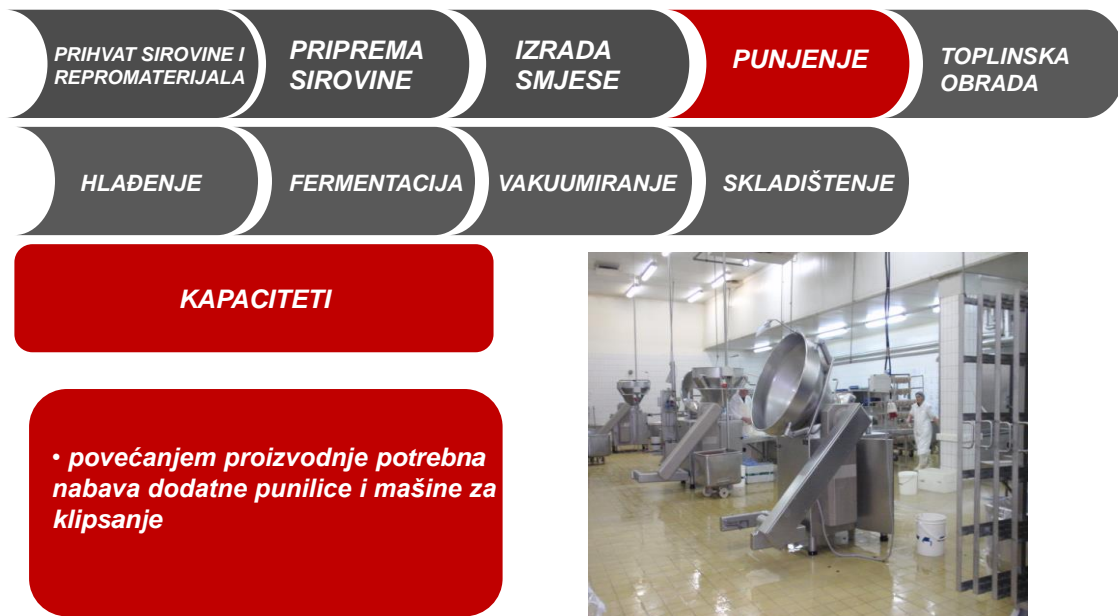 PRIHVAT SIROVINE I
REPROMATERIJALA
PRIPREMA
SIROVINE
IZRADA
SMJESE
PUNJENJE
TOPLINSKA
OBRADA
HLAĐENJE
FERMENTACIJA
VAKUUMIRANJE
SKLADIŠTENJE
KAPACITETI
• povećanjem proizvodnje potrebna
nabava dodatne punilice i mašine za
klipsanje